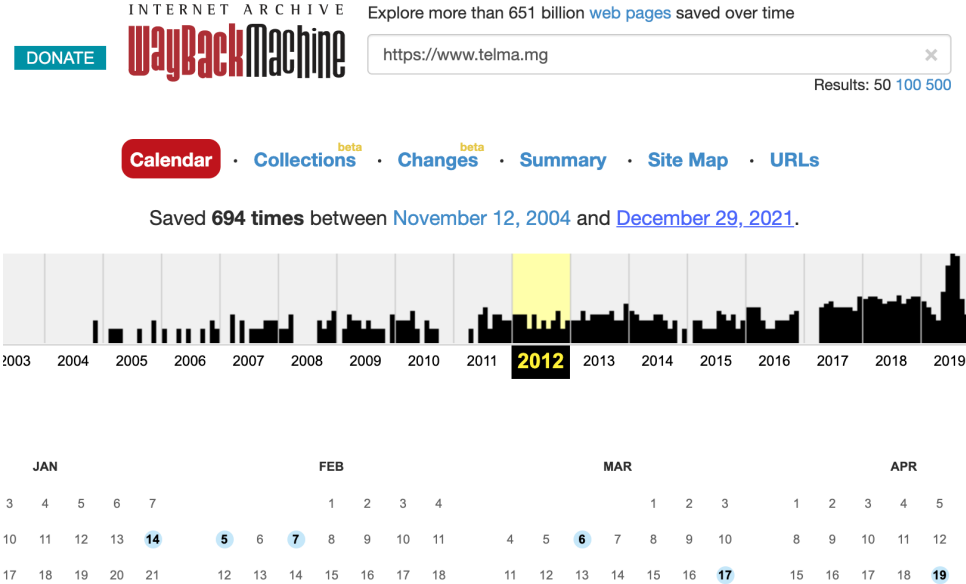 INTERNET ARCHIVE
WayBackMachine
DONATE
Explore more than 651 billion web pages saved over time
https://www.telma.mg ×
Results: 50 100 500
Calendar · Collections beta · Changes beta · Summary · Site Map · URLs
Saved 694 times between November 12, 2004 and December 29, 2021.
2003 2004 2005 2006 2007 2008 2009 2010 2011 2012 2013 2014 2015 2016 2017 2018 2019
JAN FEB MAR APR
3 4 5 6 7 1 2 3 4 1 2 3 1 2 3 4 5
10 11 12 13 14 5 6 7 8 9 10 11 4 5 6 7 8 9 10 8 9 10 11 12
17 18 19 20 21 12 13 14 15 16 17 18 11 12 13 14 15 16 17 15 16 17 18 19